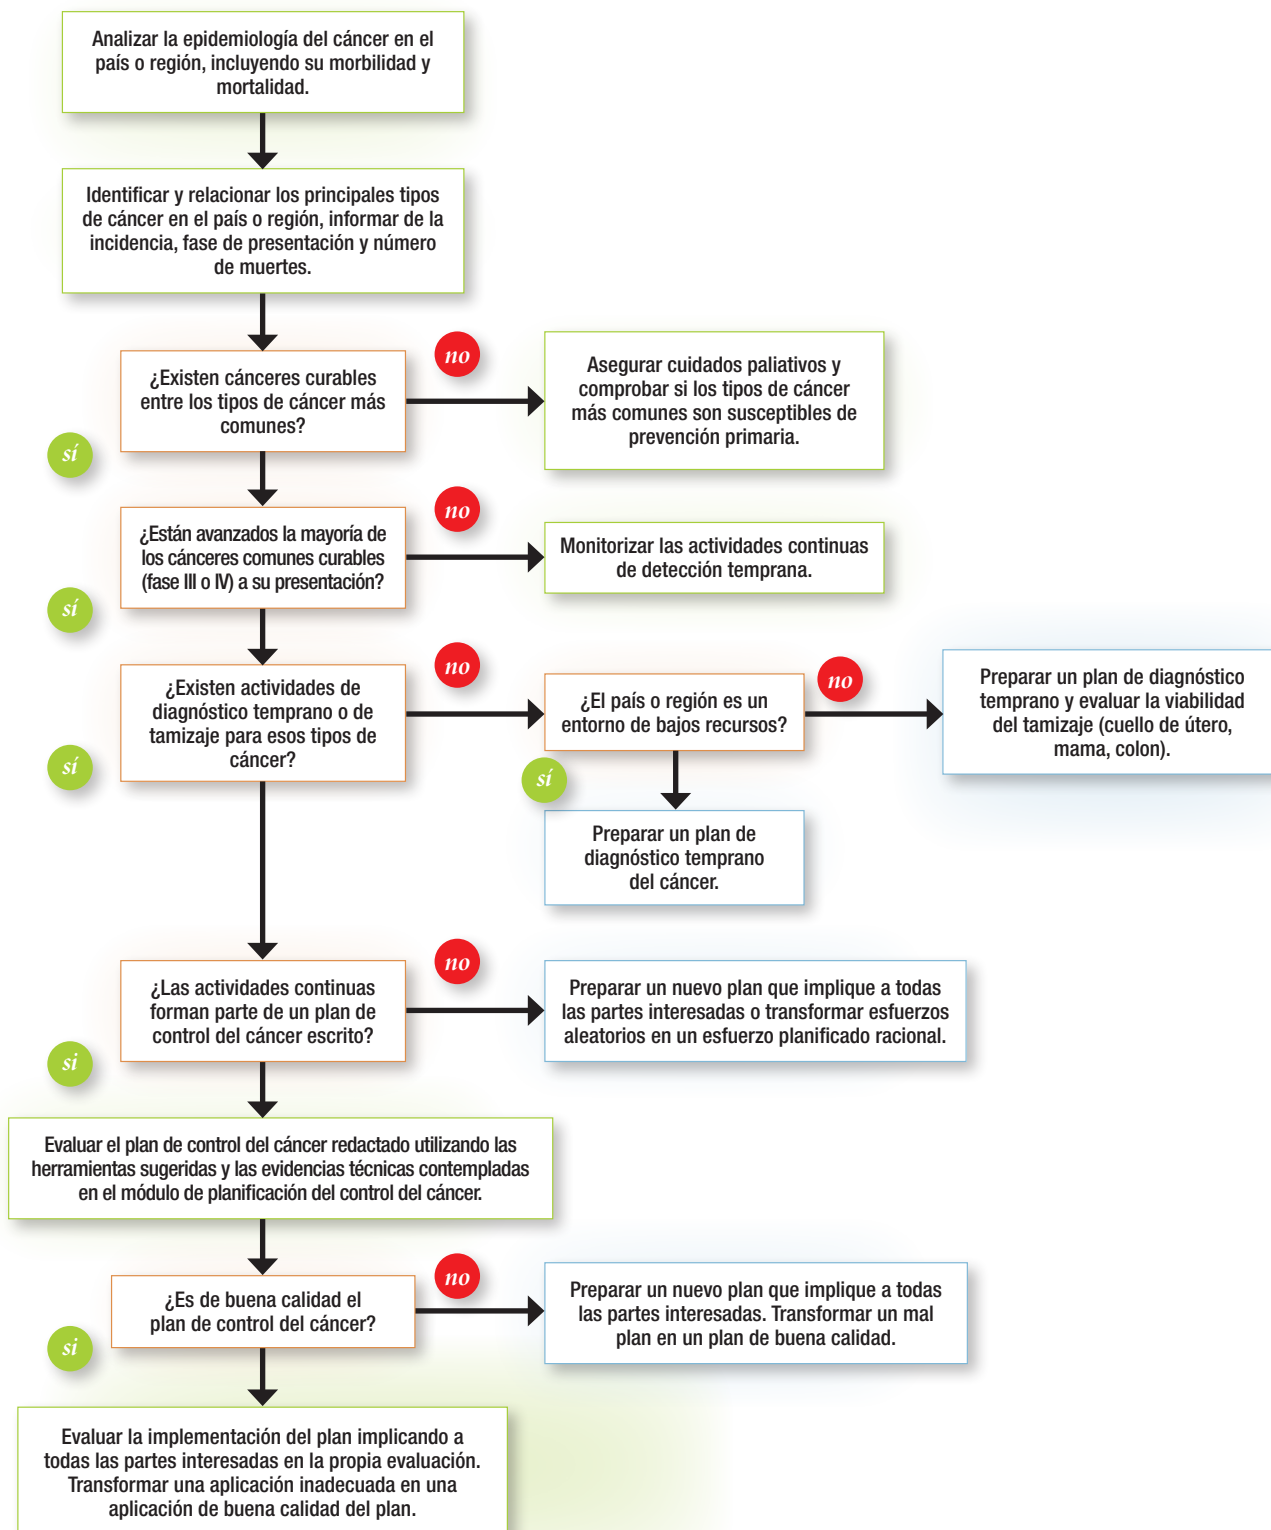 Analizar la epidemiología del cáncer en el
país o región, incluyendo su morbilidad y
mortalidad.
Identificar y relacionar los principales tipos
de cáncer en el país o región, informar de la
incidencia, fase de presentación y número
de muertes.
¿Existen cánceres curables
entre los tipos de cáncer más
comunes?
no
Asegurar cuidados paliativos y
comprobar si los tipos de cáncer
más comunes son susceptibles de
prevención primaria.
sí
¿Están avanzados la mayoría de
los cánceres comunes curables
(fase III o IV) a su presentación?
no
Monitorizar las actividades continuas
de detección temprana.
sí
¿Existen actividades de
diagnóstico temprano o de
tamizaje para esos tipos de
cáncer?
no
¿El país o región es un
entorno de bajos recursos?
no
Preparar un plan de diagnóstico
temprano y evaluar la viabilidad
del tamizaje (cuello de útero,
mama, colon).
sí
sí
Preparar un plan de
diagnóstico temprano
del cáncer.
¿Las actividades continuas
forman parte de un plan de
control del cáncer escrito?
no
Preparar un nuevo plan que implique a todas
las partes interesadas o transformar esfuerzos
aleatorios en un esfuerzo planificado racional.
si
Evaluar el plan de control del cáncer redactado utilizando las
herramientas sugeridas y las evidencias técnicas contempladas
en el módulo de planificación del control del cáncer.
¿Es de buena calidad el
plan de control del cáncer?
no
Preparar un nuevo plan que implique a todas
las partes interesadas. Transformar un mal
plan en un plan de buena calidad.
si
Evaluar la implementación del plan implicando a
todas las partes interesadas en la propia evaluación.
Transformar una aplicación inadecuada en una
aplicación de buena calidad del plan.